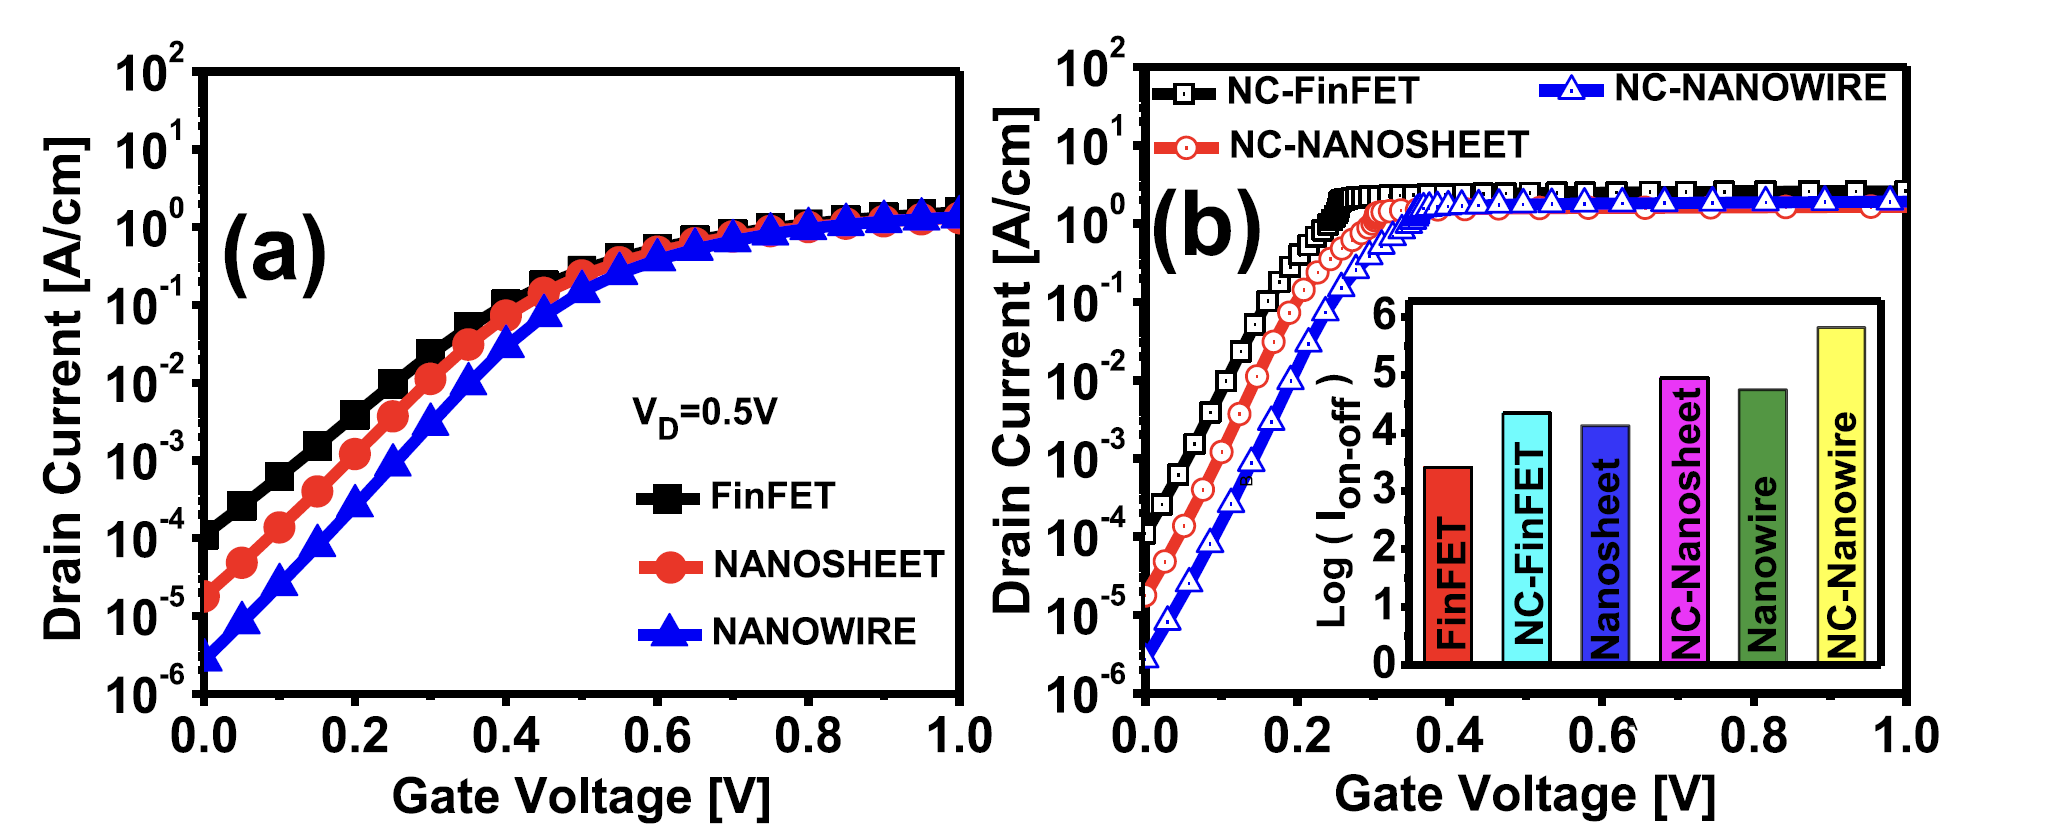 10^2
10^1
10^0
10^-1
10^-2
10^-3
10^-4
10^-5
10^-6
Drain Current [A/cm]
(a)
V_D=0.5V
FinFET
NANOSHEET
NANOWIRE
0.0 0.2 0.4 0.6 0.8 1.0
Gate Voltage [V]
10^2
10^1
10^0
10^-1
10^-2
10^-3
10^-4
10^-5
10^-6
Drain Current [A/cm]
NC-FinFET
NC-NANOWIRE
NC-NANOSHEET
(b)
6
5
4
3
2
1
0
Log ( I_on-off )
FinFET
NC-FinFET
Nanosheet
NC-Nanosheet
Nanowire
NC-Nanowire
0.0 0.2 0.4 0.6 0.8 1.0
Gate Voltage [V]